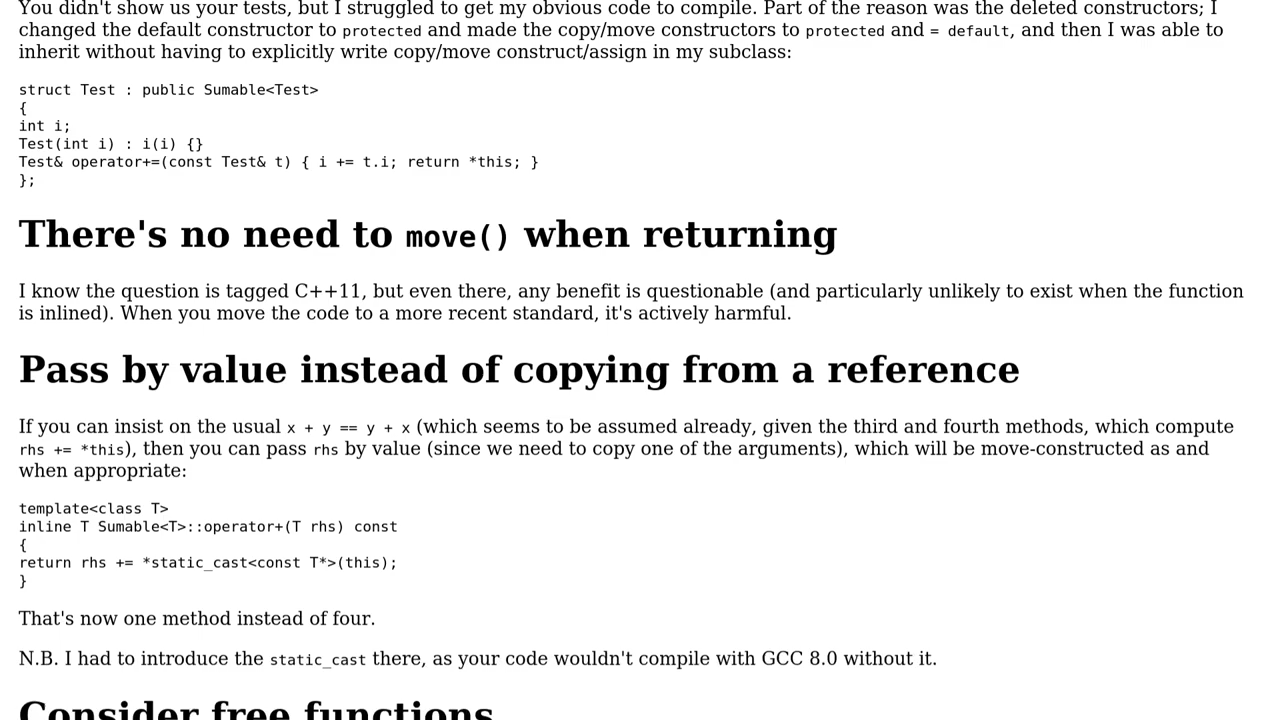 You didn't show us your tests, but I struggled to get my obvious code to compile. Part of the reason was the deleted constructors; I
changed the default constructor to protected and made the copy/move constructors to protected and = default, and then I was able to
inherit without having to explicitly write copy/move construct/assign in my subclass:
struct Test : public Sumable<Test>
{
int i;
Test(int i) : i(i) {}
Test& operator+=(const Test& t) { i += t.i; return *this; }
};
There's no need to move() when returning
I know the question is tagged C++11, but even there, any benefit is questionable (and particularly unlikely to exist when the function
is inlined). When you move the code to a more recent standard, it's actively harmful.
Pass by value instead of copying from a reference
If you can insist on the usual x + y == y + x (which seems to be assumed already, given the third and fourth methods, which compute
rhs += *this), then you can pass rhs by value (since we need to copy one of the arguments), which will be move-constructed as and
when appropriate:
template<class T>
inline T Sumable<T>::operator+(T rhs) const
{
return rhs += *static_cast<const T*>(this);
}
That's now one method instead of four.
N.B. I had to introduce the static_cast there, as your code wouldn't compile with GCC 8.0 without it.
Consider free functions